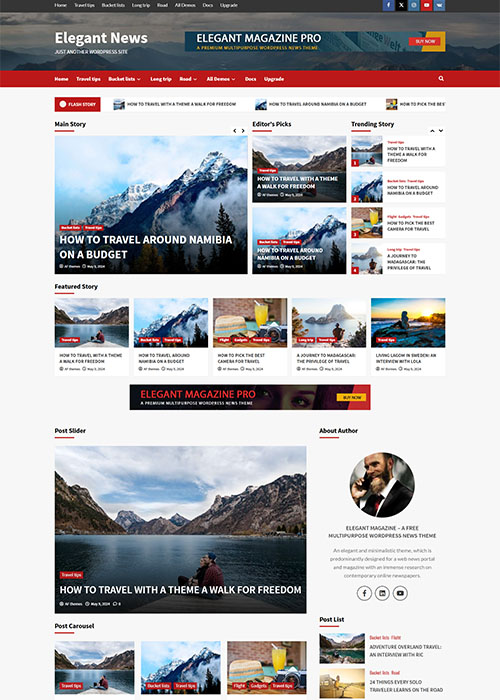 Home Travel tips Bucket lists Long trip Road All Demos Docs Upgrade
Elegant News
JUST ANOTHER WORDPRESS SITE
ELEGANT MAGAZINE PRO
A PREMIUM MULTIPURPOSE WORDPRESS NEWS THEME
BUY NOW
Home Travel tips Bucket lists Long trip Road All Demos Docs Upgrade
FLASH STORY
HOW TO TRAVEL WITH A THEME A WALK FOR FREEDOM
HOW TO TRAVEL AROUND NAMIBIA ON A BUDGET
HOW TO PICK THE BES
Main Story
Bucket lists Travel tips
HOW TO TRAVEL AROUND NAMIBIA
ON A BUDGET
AF themes May 9, 2024
Editor's Picks
Travel tips
HOW TO TRAVEL WITH A THEME
A WALK FOR FREEDOM
AF themes May 9, 2024
Bucket lists Travel tips
HOW TO TRAVEL AROUND
NAMIBIA ON A BUDGET
AF themes May 9, 2024
Trending Story
1
Travel tips
HOW TO TRAVEL WITH A
THEME A WALK FOR
FREEDOM
2
Bucket lists Travel tips
HOW TO TRAVEL AROUND
NAMIBIA ON A BUDGET
3
Flight Gadgets Travel tips
HOW TO PICK THE BEST
CAMERA FOR TRAVEL
4
Long trip Travel tips
A JOURNEY TO
MADAGASCAR: THE
PRIVILEGE OF TRAVEL
Featured Story
Travel tips
HOW TO TRAVEL WITH A THEME
A WALK FOR FREEDOM
AF themes May 9, 2024
Bucket lists Travel tips
HOW TO TRAVEL AROUND
NAMIBIA ON A BUDGET
AF themes May 9, 2024
Flight Gadgets Travel tips
HOW TO PICK THE BEST
CAMERA FOR TRAVEL
AF themes May 9, 2024
Long trip Travel tips
A JOURNEY TO MADAGASCAR:
THE PRIVILEGE OF TRAVEL
AF themes May 9, 2024
Travel tips
LIVING LAGOM IN SWEDEN: AN
INTERVIEW WITH LOLA
AF themes May 9, 2024
ELEGANT MAGAZINE PRO
A PREMIUM MULTIPURPOSE WORDPRESS NEWS THEME
BUY NOW
Post Slider
Travel tips
HOW TO TRAVEL WITH A THEME A WALK FOR FREEDOM
AF themes May 9, 2024 0
About Author
ELEGANT MAGAZINE – A FREE
MULTIPURPOSE WORDPRESS NEWS THEME
An elegant and minimalistic theme, which is
predominantly designed for a web news portal
and magazine with an immense research on
contemporary online newspapers.
Post Carousel
Travel tips
Bucket lists Travel tips
Flight Gadgets Travel tips
Post List
Bucket lists Flight
ADVENTURE OVERLAND TRAVEL:
AN INTERVIEW WITH RIC
Bucket lists Road
24 THINGS EVERY SOLO
TRAVELER LEARNS ON THE ROAD